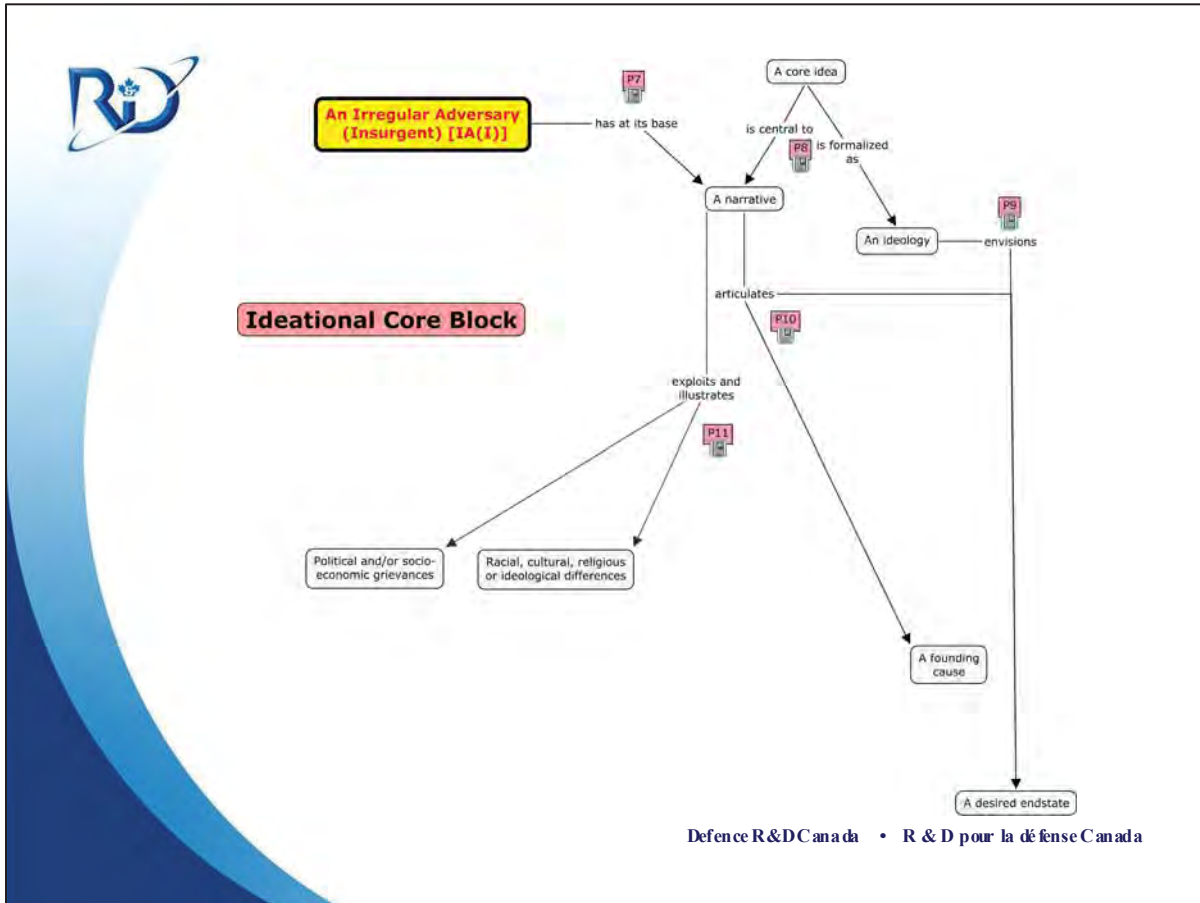 R&D
P7
A core idea
An Irregular Adversary
(Insurgent) [IA(I)]
has at its base
is central to
P8
is formalized
as
A narrative
P9
An ideology
envisions
articulates
Ideational Core Block
P10
exploits and
illustrates
P11
Political and/or socio-
economic grievances
Racial, cultural, religious
or ideological differences
A founding
cause
A desired endstate
Defence R&D Canada • R & D pour la défense Canada